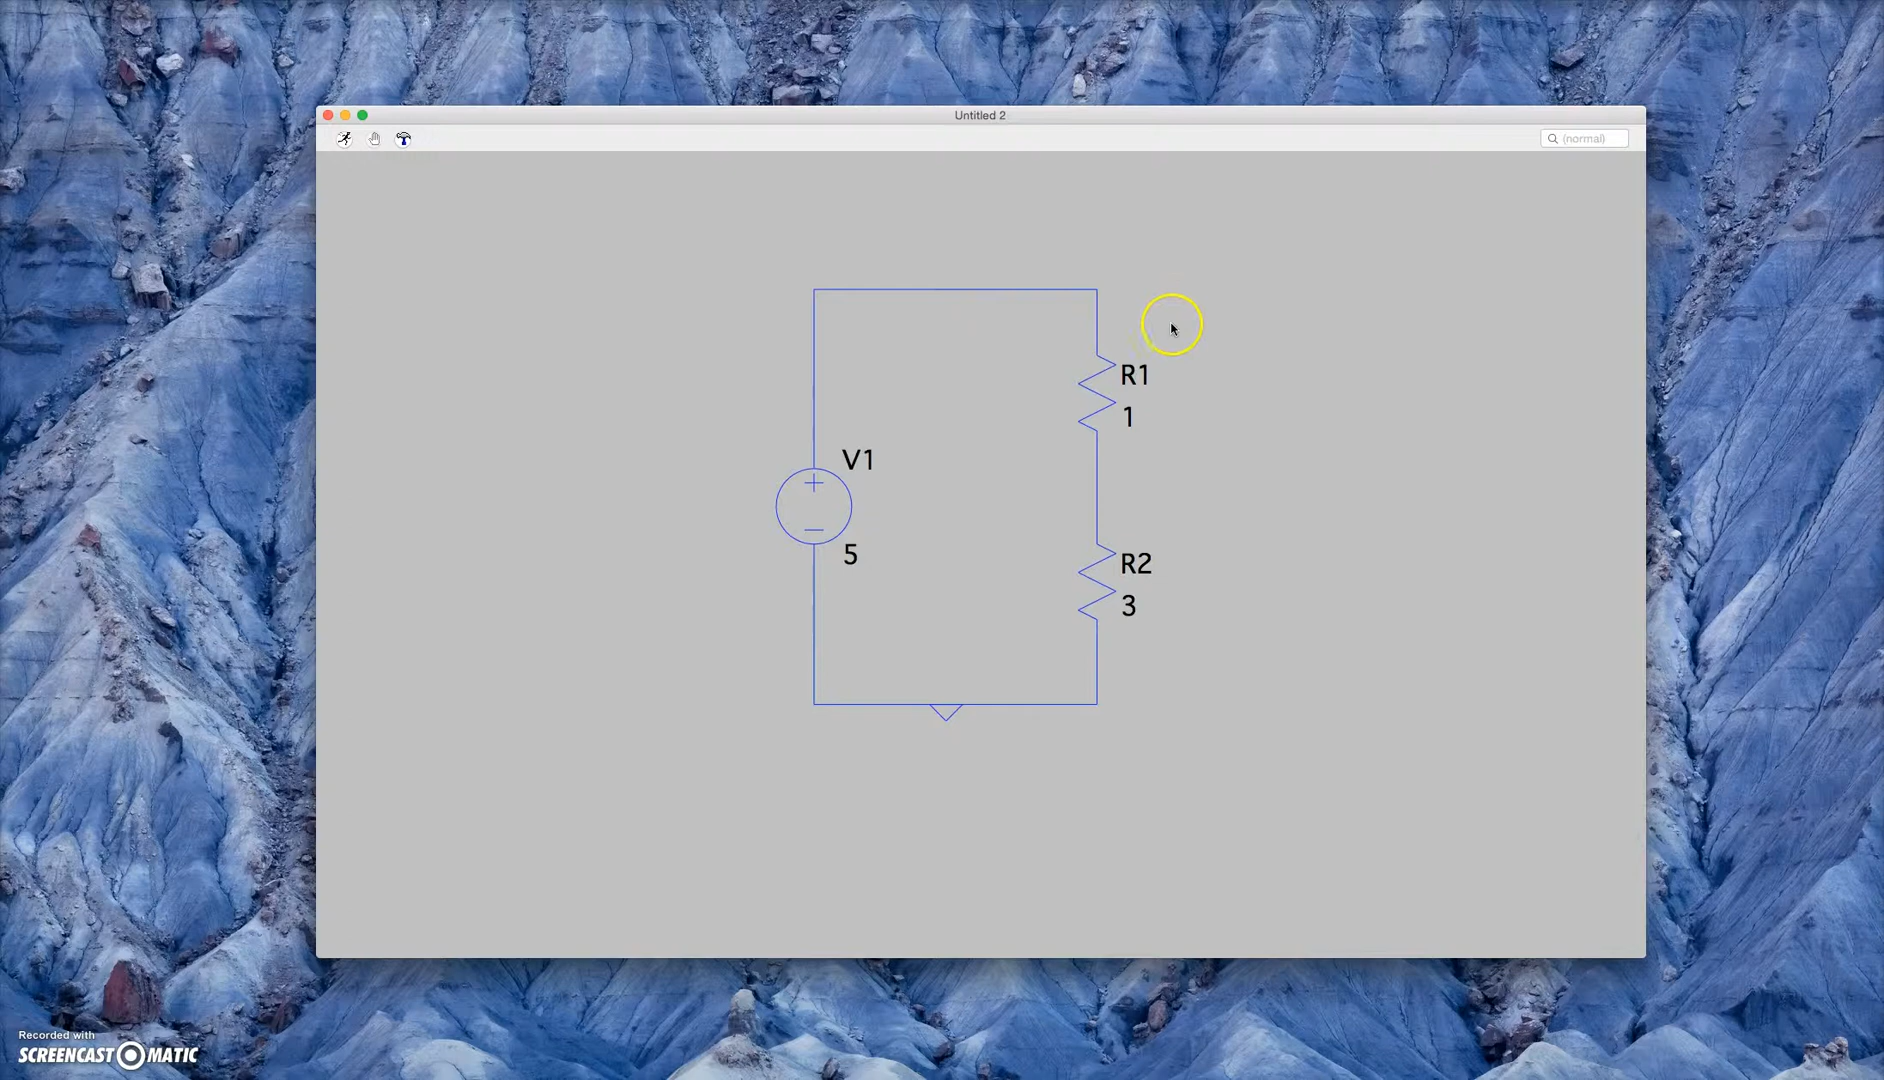 Untitled 2
(normal)
R1
1
V1
5
R2
3
Recorded with
SCREENCAST MATIC